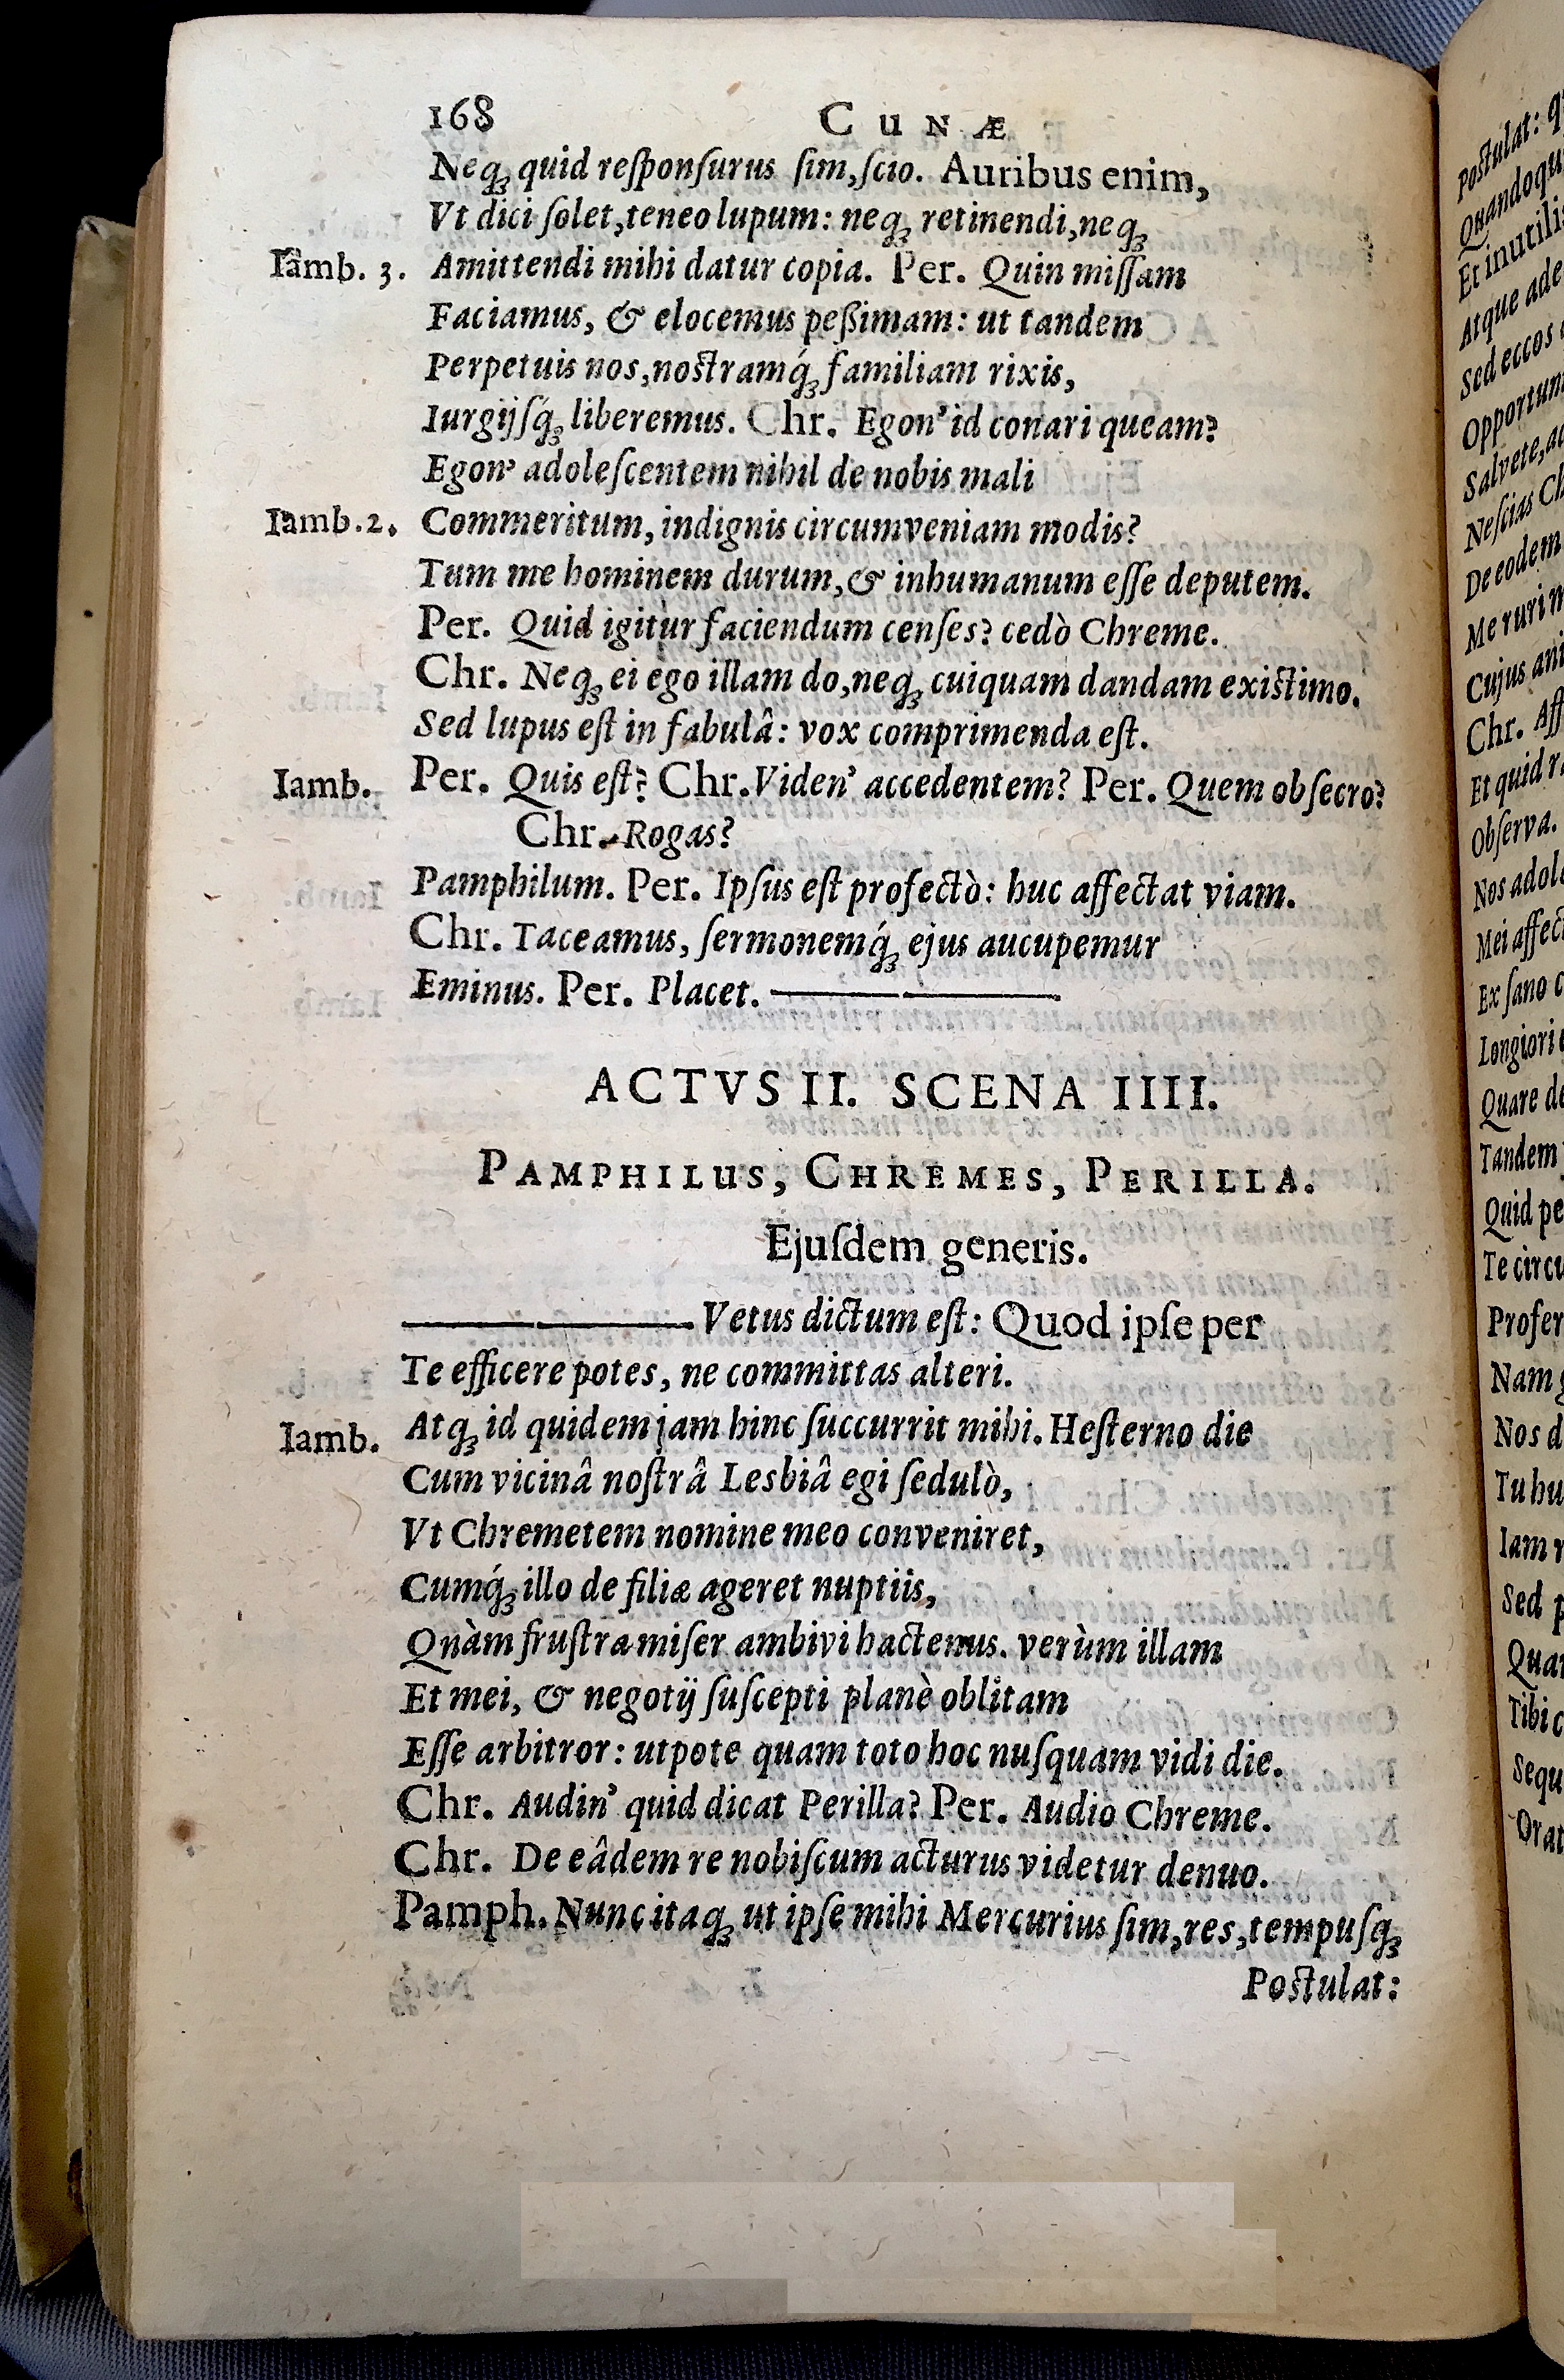 168 CUNÆ
Neqꝫ quid reſponſurus ſim, ſcio. Auribus enim,
Vt dici ſolet, teneo lupum: neqꝫ retinendi, neqꝫ
Iamb. 3. Amittendi mihi datur copia. Per. Quin miſſam
Faciamus, & elocemus peßimam: ut tandem
Perpetuis nos, noſtramq́ꝫ familiam rixis,
Iurgijſq́ꝫ liberemus. Chr. Egon' id conari queam?
Egon' adoleſcentem nihil de nobis mali
Iamb. 2. Commeritum, indignis circumveniam modis?
Tum me hominem durum, & inhumanum eſſe deputem.
Per. Quid igitur faciendum cenſes? cedò Chreme.
Chr. Neqꝫ ei ego illam do, neqꝫ cuiquam dandam exiſtimo.
Sed lupus eſt in fabulâ: vox comprimenda eſt.
Iamb. Per. Quis eſt? Chr. Viden' accedentem? Per. Quem obſecro?
Chr. Rogas?
Pamphilum. Per. Ipſus eſt profectò: huc affectat viam.
Chr. Taceamus, ſermonemq́ꝫ ejus aucupemur
Eminus. Per. Placet. ——
ACTVS II. SCENA IIII.
PAMPHILUS, CHREMES, PERILLA.
Ejuſdem generis.
—— Vetus dictum eſt: Quod ipſe per
Te efficere potes, ne committas alteri.
Iamb. Atqꝫ id quidem jam hinc ſuccurrit mihi. Heſterno die
Cum vicinâ noſtrâ Lesbiâ egi ſedulò,
Vt Chremetem nomine meo conveniret,
Cumq́ꝫ illo de filiæ ageret nuptiis,
Quàm fruſtra miſer ambivi hactenus. verùm illam
Et mei, & negotij ſuſcepti planè oblitam
Eſſe arbitror: utpote quam toto hoc nuſquam vidi die.
Chr. Audin' quid dicat Perilla? Per. Audio Chreme.
Chr. De eâdem re nobiſcum acturus videtur denuo.
Pamph. Nunc itaqꝫ ut ipſe mihi Mercurius ſim, res, tempuſqꝫ
Poſtulat: